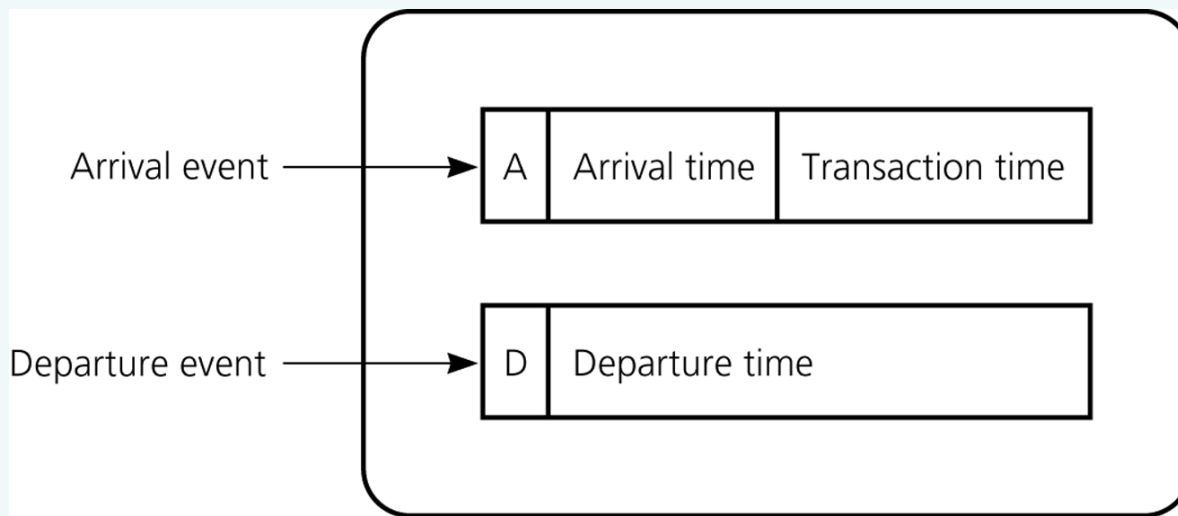 Arrival event
A Arrival time Transaction time
Departure event
D Departure time